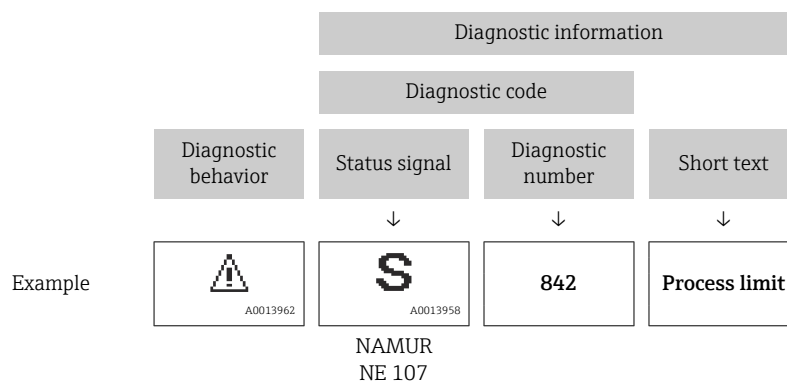 Diagnostic information
Diagnostic code
Diagnostic
behavior
Status signal
Diagnostic
number
Short text
↓ ↓ ↓
Example
A0013962
S
A0013958
842
Process limit
NAMUR
NE 107